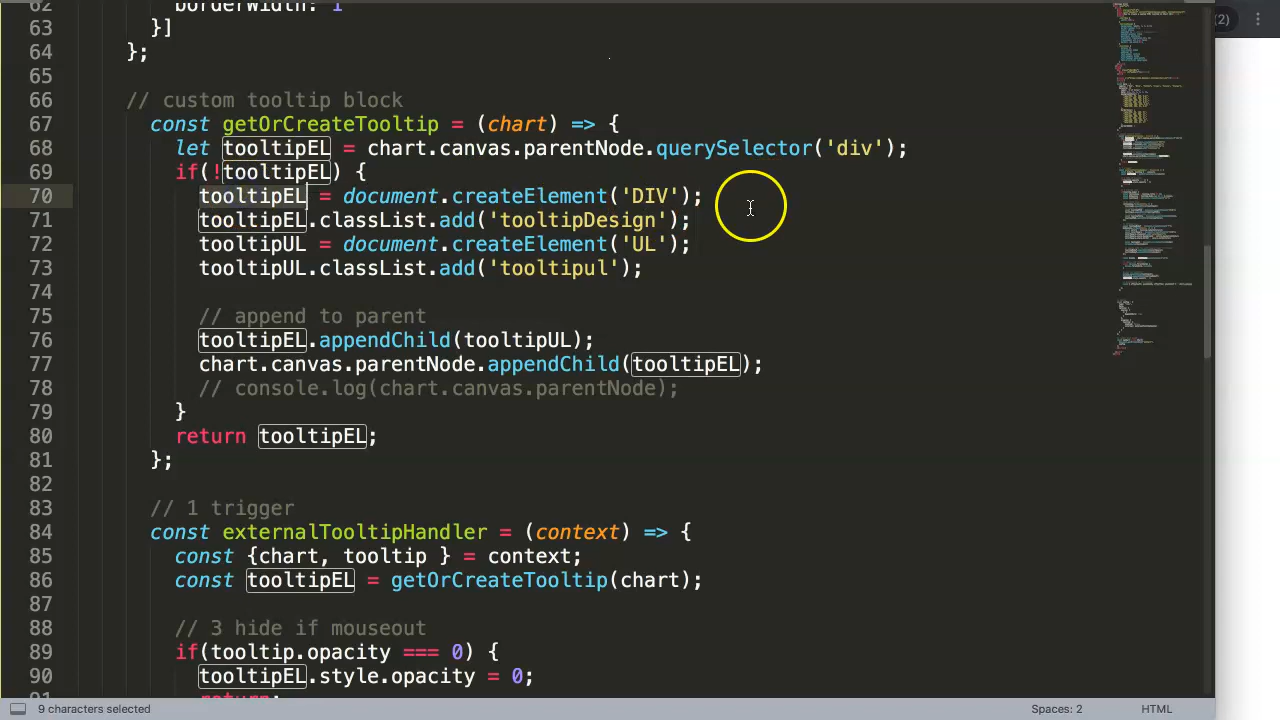 62 borderWidth: 1
63 }]
64 };
65
66 // custom tooltip block
67 const getOrCreateTooltip = (chart) => {
68 let tooltipEL = chart.canvas.parentNode.querySelector('div');
69 if(!tooltipEL) {
70 tooltipEL = document.createElement('DIV');
71 tooltipEL.classList.add('tooltipDesign');
72 tooltipUL = document.createElement('UL');
73 tooltipUL.classList.add('tooltipul');
74
75 // append to parent
76 tooltipEL.appendChild(tooltipUL);
77 chart.canvas.parentNode.appendChild(tooltipEL);
78 // console.log(chart.canvas.parentNode);
79 }
80 return tooltipEL;
81 };
82
83 // 1 trigger
84 const externalTooltipHandler = (context) => {
85 const {chart, tooltip } = context;
86 const tooltipEL = getOrCreateTooltip(chart);
87
88 // 3 hide if mouseout
89 if(tooltip.opacity === 0) {
90 tooltipEL.style.opacity = 0;
91 return;
(2)
9 characters selected
Spaces: 2
HTML